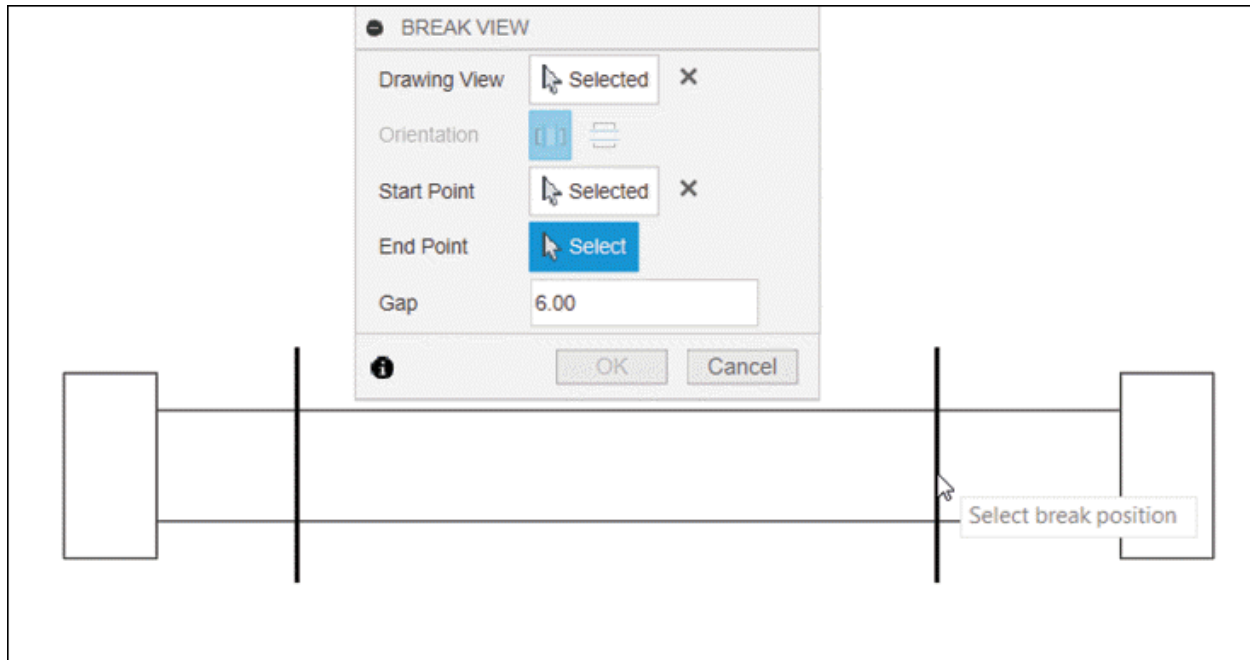 BREAK VIEW
Drawing View Selected
Orientation
Start Point Selected
End Point Select
Gap 6.00
OK Cancel
Select break position